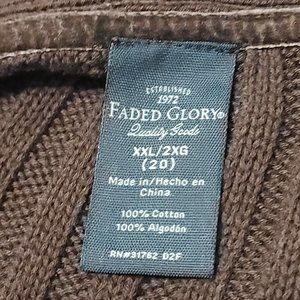 ESTABLISHED
1972
FADED GLORY®
Quality Goods
XXL/2XG
(20)
Made in/Hecho en
China
100% Cotton
100% Algodón
RN#31762 D2F